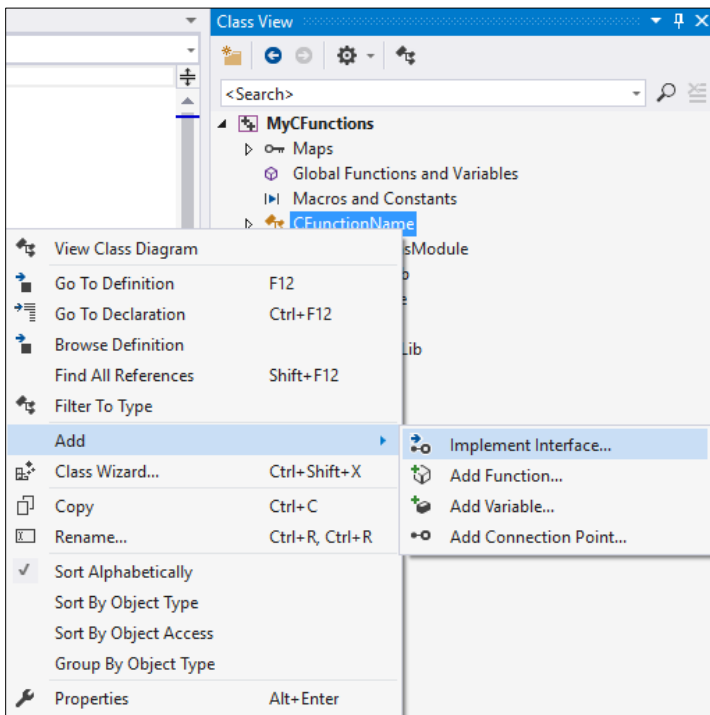 Class View
<Search>
MyCFunctions
Maps
Global Functions and Variables
Macros and Constants
CFunctionName
sModule
View Class Diagram
Go To Definition F12
Go To Declaration Ctrl+F12
Browse Definition
Lib
Find All References Shift+F12
Filter To Type
Add
Implement Interface...
Class Wizard... Ctrl+Shift+X
Add Function...
Copy Ctrl+C
Add Variable...
Rename... Ctrl+R, Ctrl+R
Add Connection Point...
Sort Alphabetically
Sort By Object Type
Sort By Object Access
Group By Object Type
Properties Alt+Enter